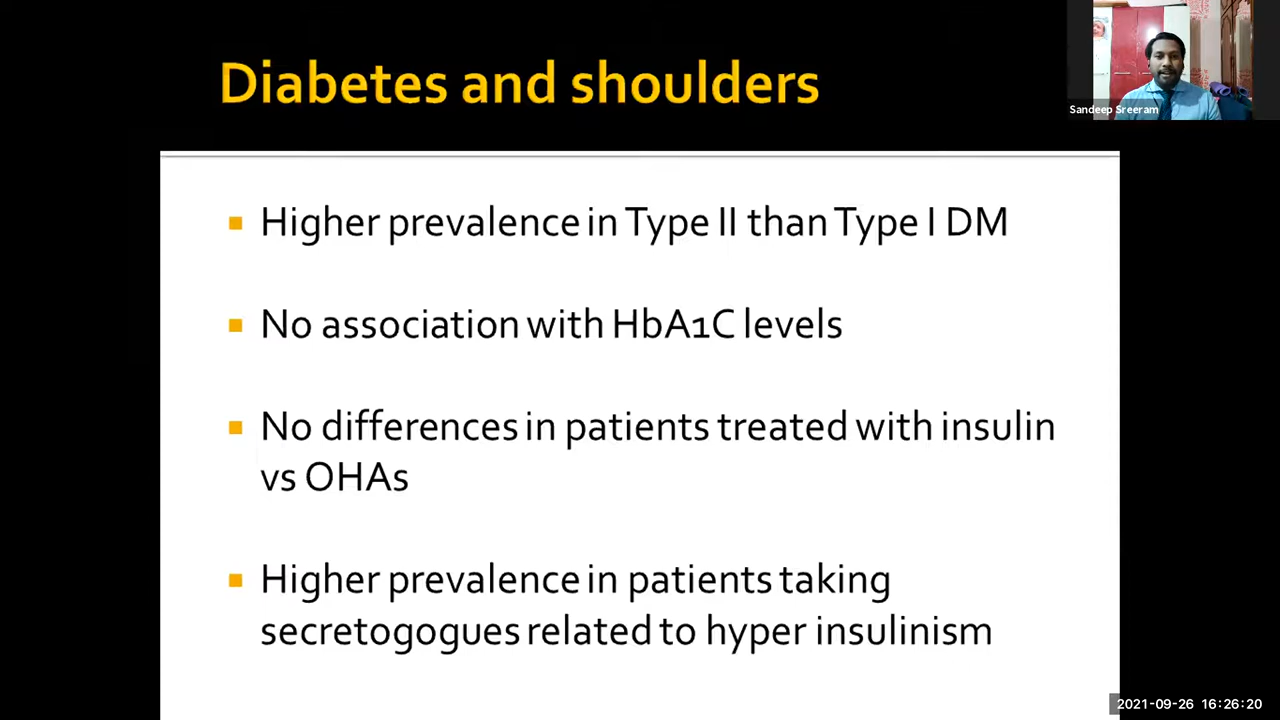 Diabetes and shoulders
Sandeep Sreeram
Higher prevalence in Type II than Type I DM
No association with HbA1C levels
No differences in patients treated with insulin
vs OHAs
Higher prevalence in patients taking
secretogogues related to hyper insulinism
2021-09-26 16:26:20